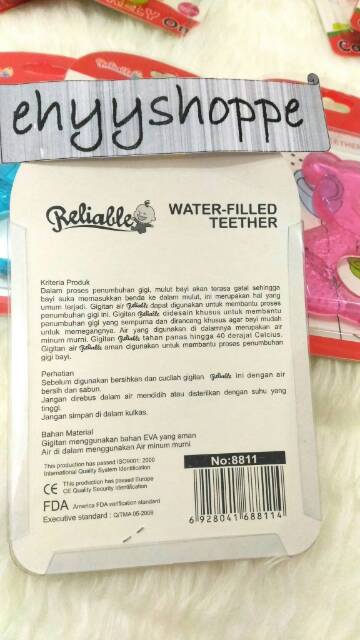 ehyyshoppe
Reliable
WATER-FILLED
TEETHER
Kriteria Produk
Dalam proses penumbuhan gigi, mulut bayi akan terasa gatal sehingga
bayi suka memasukkan benda ke dalam mulut, ini merupakan hal yang
umum terjadi. Gigitan air Reliable dapat digunakan untuk membantu proses
penumbuhan gigi ini. Gigitan Reliable didesain khusus untuk membantu
penumbuhan gigi yang sempurna dan dirancang khusus agar bayi mudah
untuk memegangnya. Air yang digunakan di dalamnya merupakan air
minum murni. Gigitan Reliable tahan panas hingga 40 derajat Celcius.
Gigitan air Reliable aman digunakan untuk membantu proses penumbuhan
gigi bayi.
Perhatian
Sebelum digunakan bersihkan dan cucilah gigitan Reliable ini dengan air
bersih dan sabun.
Jangan direbus dalam air mendidih atau disterilkan dengan suhu yang
tinggi.
Jangan simpan di dalam kulkas.
Bahan Material
Gigitan menggunakan bahan EVA yang aman
Air di dalam menggunakan Air minum murni
This production has passed ISO9001: 2000
International Quality System Identification
CE This production has passed Europe
CE Quality Security Identification
FDA America FDA verification standard
Executive standard : Q/TMA 06-2009
No:8811
6 928041 688114